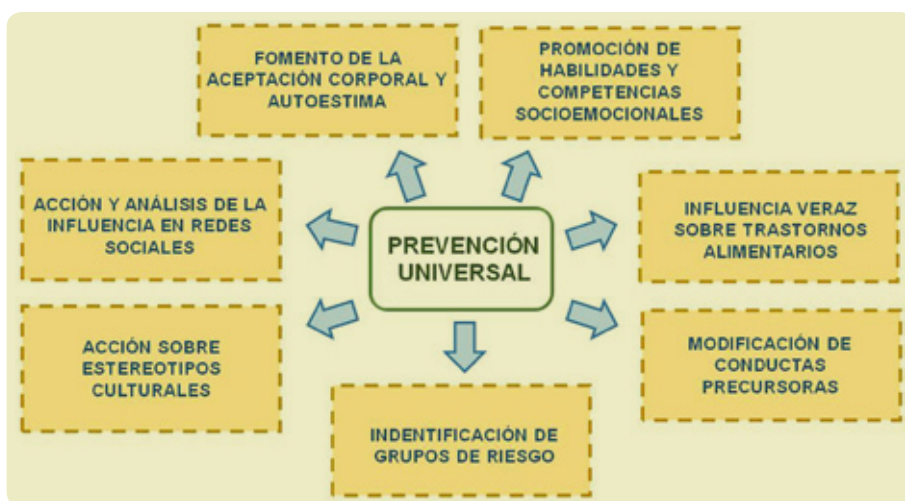 FOMENTO DE LA
ACEPTACIÓN CORPORAL Y
AUTOESTIMA
PROMOCIÓN DE
HABILIDADES Y
COMPETENCIAS
SOCIOEMOCIONALES
ACCIÓN Y ANÁLISIS DE LA
INFLUENCIA EN REDES
SOCIALES
PREVENCIÓN
UNIVERSAL
INFLUENCIA VERAZ
SOBRE TRASTORNOS
ALIMENTARIOS
ACCIÓN SOBRE
ESTEREOTIPOS
CULTURALES
MODIFICACIÓN DE
CONDUCTAS
PRECURSORAS
INDENTIFICACIÓN DE
GRUPOS DE RIESGO